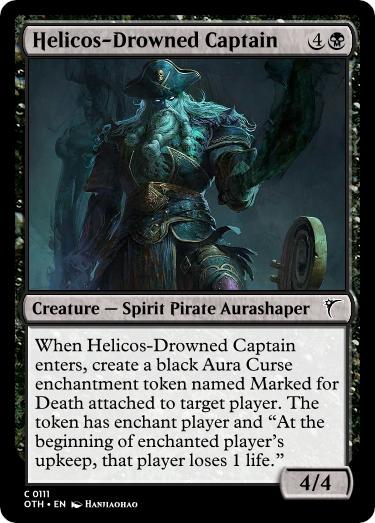 Helicos-Drowned Captain 4
Creature — Spirit Pirate Aurashaper
When Helicos-Drowned Captain
enters, create a black Aura Curse
enchantment token named Marked for
Death attached to target player. The
token has enchant player and “At the
beginning of enchanted player’s
upkeep, that player loses 1 life.”
4/4
C 0111
OTH • EN HANJIAOHAO